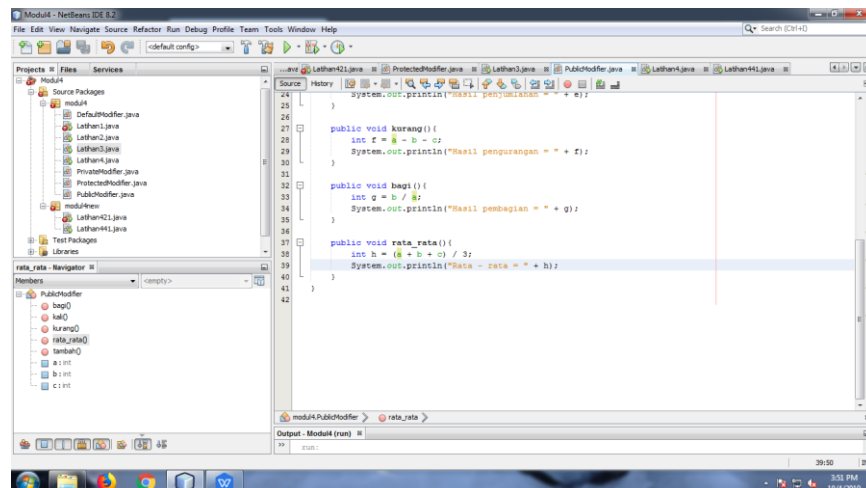 Modul4 - NetBeans IDE 8.2
File Edit View Navigate Source Refactor Run Debug Profile Team Tools Window Help
Search (Ctrl+I)
<default config>
Projects Files Services
Modul4
Source Packages
modul4
DefaultModifier.java
Latihan1.java
Latihan2.java
Latihan3.java
Latihan4.java
PrivateModifier.java
ProtectedModifier.java
PublicModifier.java
modul4new
Latihan421.java
Latihan441.java
Test Packages
Libraries
rata_rata - Navigator
Members <empty>
PublicModifier
bagi()
kali()
kurang()
rata_rata()
tambah()
a : int
b : int
c : int
...ava Latihan421.java ProtectedModifier.java Latihan3.java PublicModifier.java Latihan4.java Latihan441.java
Source History
24 System.out.println("Hasil penjumlahan = " + e);
25 }
26
27 public void kurang(){
28 int f = a - b - c;
29 System.out.println("Hasil pengurangan = " + f);
30 }
31
32 public void bagi(){
33 int g = b / a;
34 System.out.println("Hasil pembagian = " + g);
35 }
36
37 public void rata_rata(){
38 int h = (a + b + c) / 3;
39 System.out.println("Rata - rata = " + h);
40 }
41 }
42
modul4.PublicModifier rata_rata
Output - Modul4 (run)
run:
39:50
3:51 PM